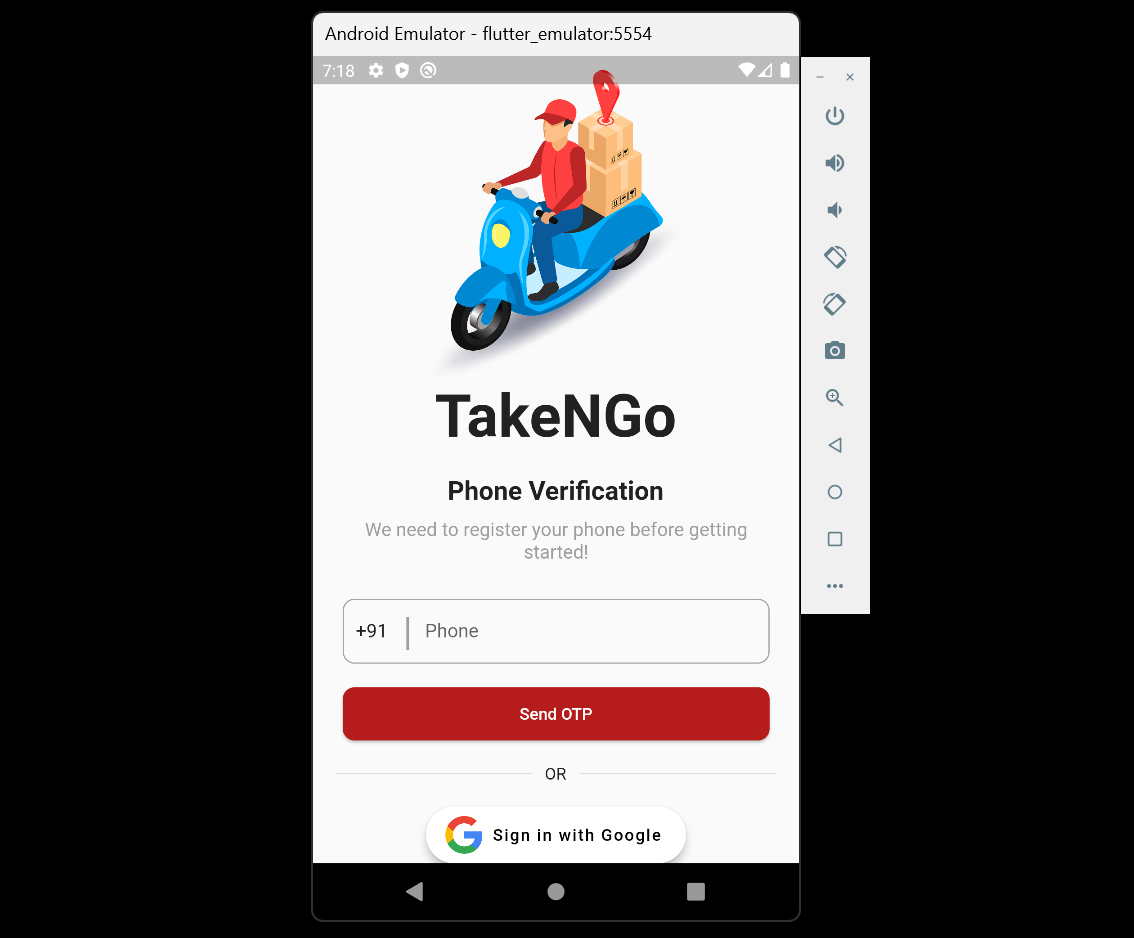 Android Emulator - flutter_emulator:5554
7:18
TakeNGo
Phone Verification
We need to register your phone before getting
started!
+91 Phone
Send OTP
OR
Sign in with Google